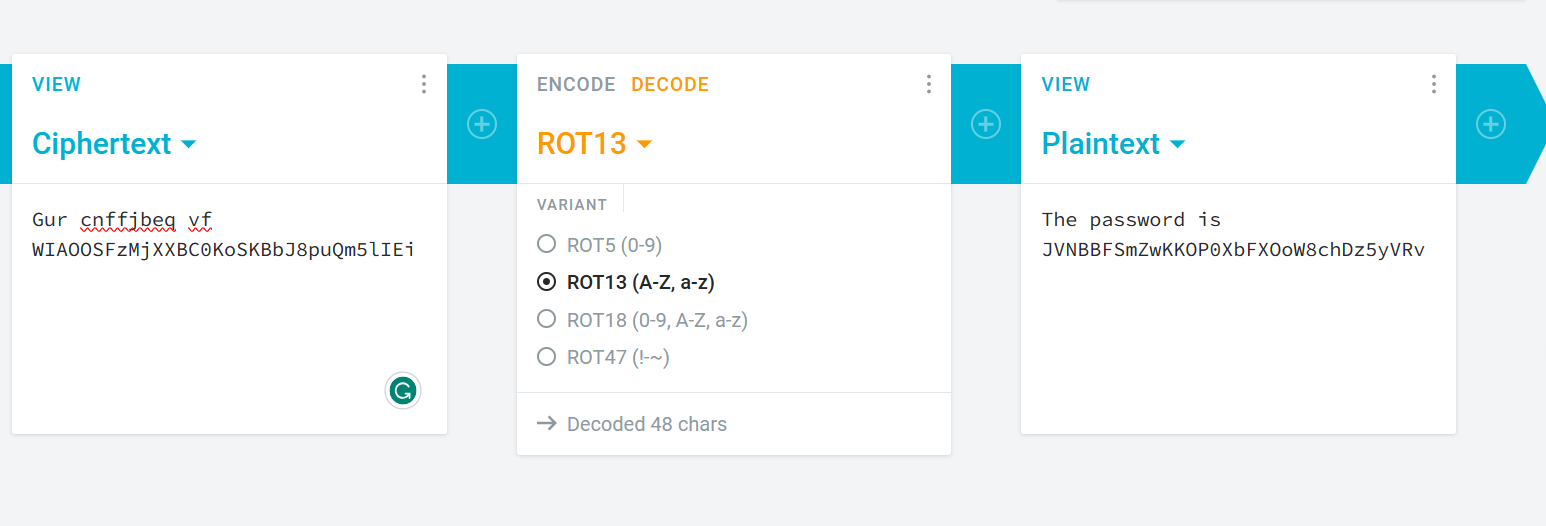 VIEW
Ciphertext
Gur cnffjbeq vf
WIAOOSFzMjXXBC0KoSKBbJ8puQm5lIEi
ENCODE DECODE
ROT13
VARIANT
ROT5 (0-9)
ROT13 (A-Z, a-z)
ROT18 (0-9, A-Z, a-z)
ROT47 (!-~)
→ Decoded 48 chars
VIEW
Plaintext
The password is
JVNBBFSmZwKKOP0XbFXOoW8chDz5yVRv